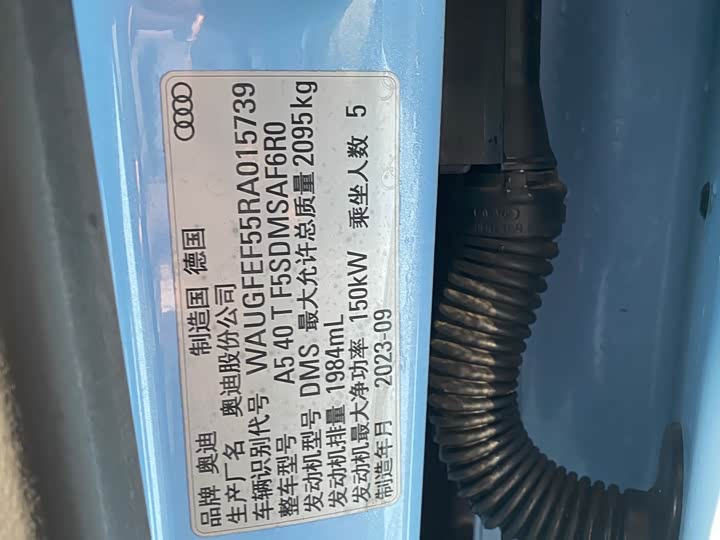 品牌 奥迪 制造国 德国
生产厂名 奥迪股份公司
车辆识别代号 WAUGFEF55RA015739
整车型号 A5 40 T F5SDMSAF6R0
发动机型号 DMS 最大允许总质量 2095kg
发动机排量 1984mL
发动机最大净功率 150kW 乘坐人数 5
制造年月 2023-09